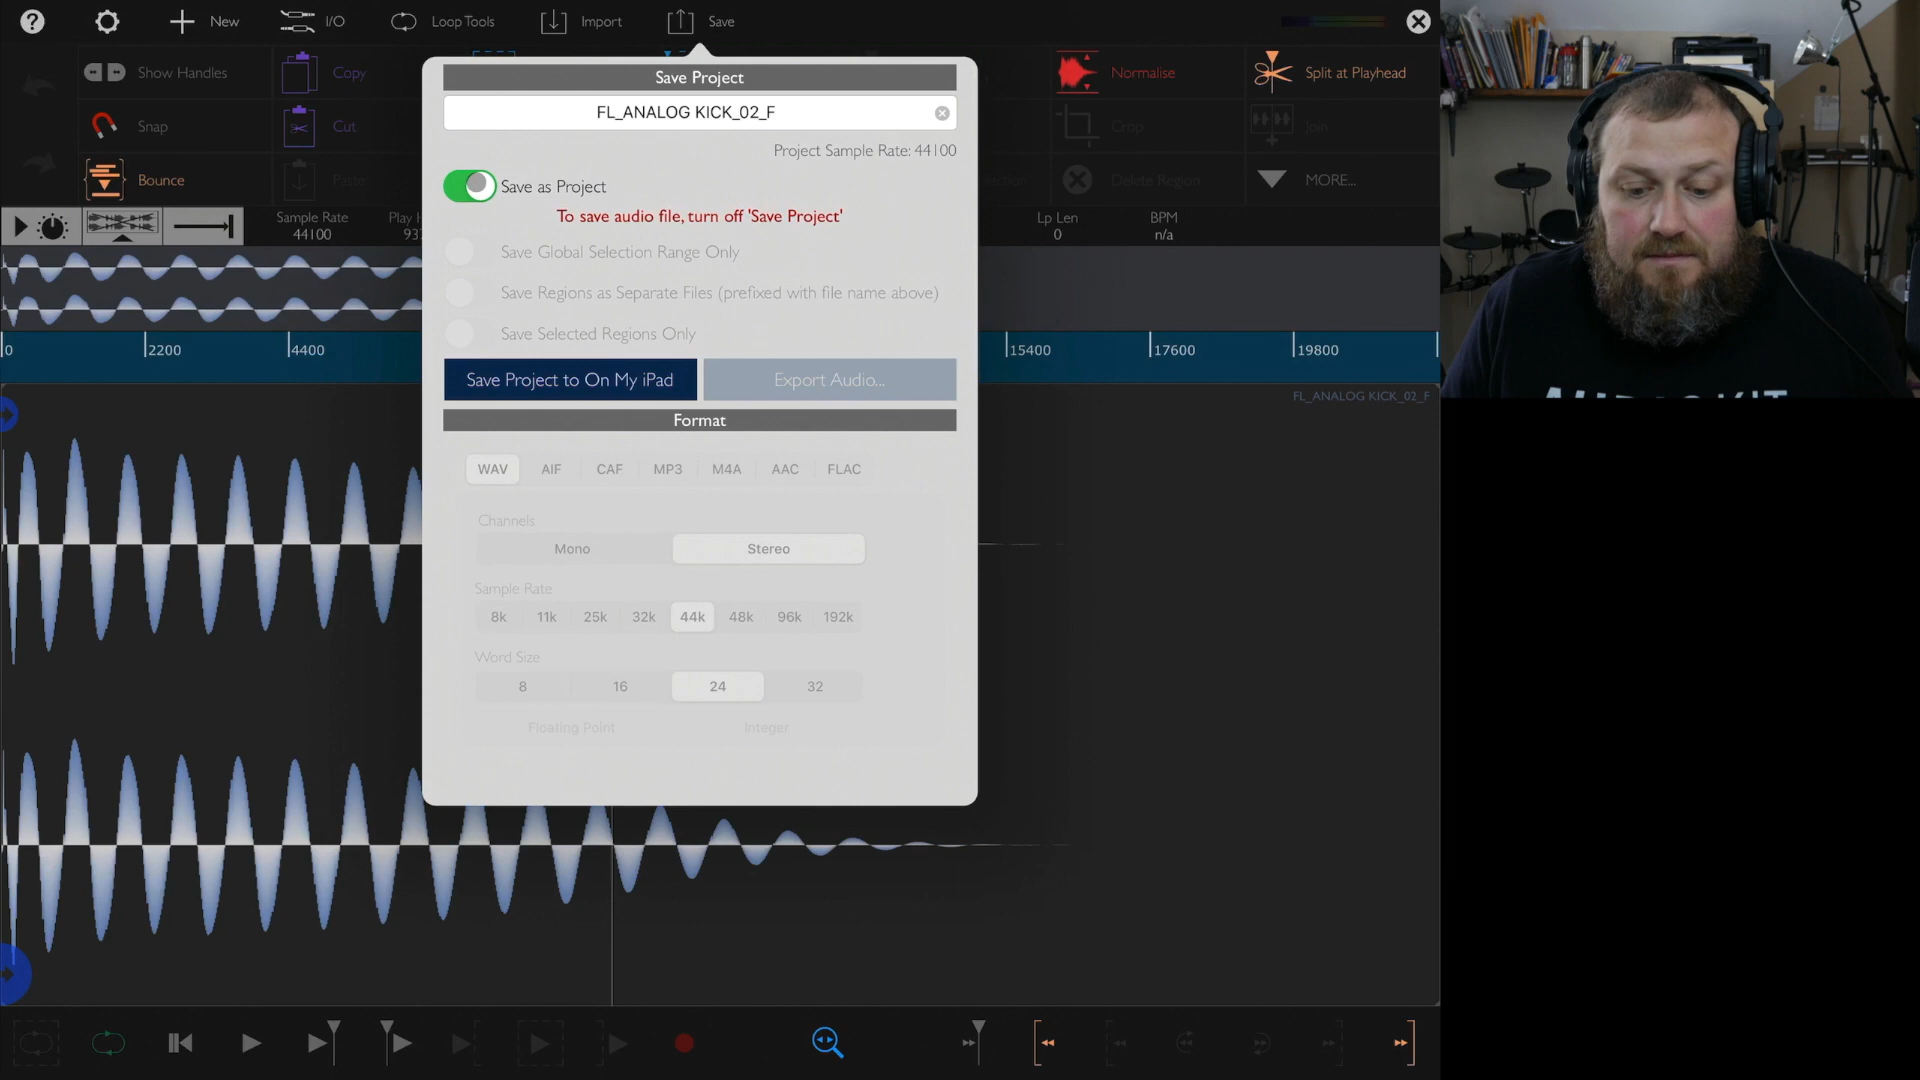 New
I/O
Loop Tools
Import
Save
Show Handles
Copy
Normalise
Split at Playhead
Snap
Cut
Crop
Join
Bounce
Paste
Delete Region
MORE...
Sample Rate
44100
Lp Len
0
BPM
n/a
Save Project
FL_ANALOG KICK_02_F
Project Sample Rate: 44100
Save as Project
To save audio file, turn off 'Save Project'
Save Global Selection Range Only
Save Regions as Separate Files (prefixed with file name above)
Save Selected Regions Only
Save Project to On My iPad
Export Audio...
Format
WAV AIF CAF MP3 M4A AAC FLAC
Channels
Mono Stereo
Sample Rate
8k 11k 25k 32k 44k 48k 96k 192k
Word Size
8 16 24 32
Floating Point Integer
0 2200 4400 15400 17600 19800
FL_ANALOG KICK_02_F